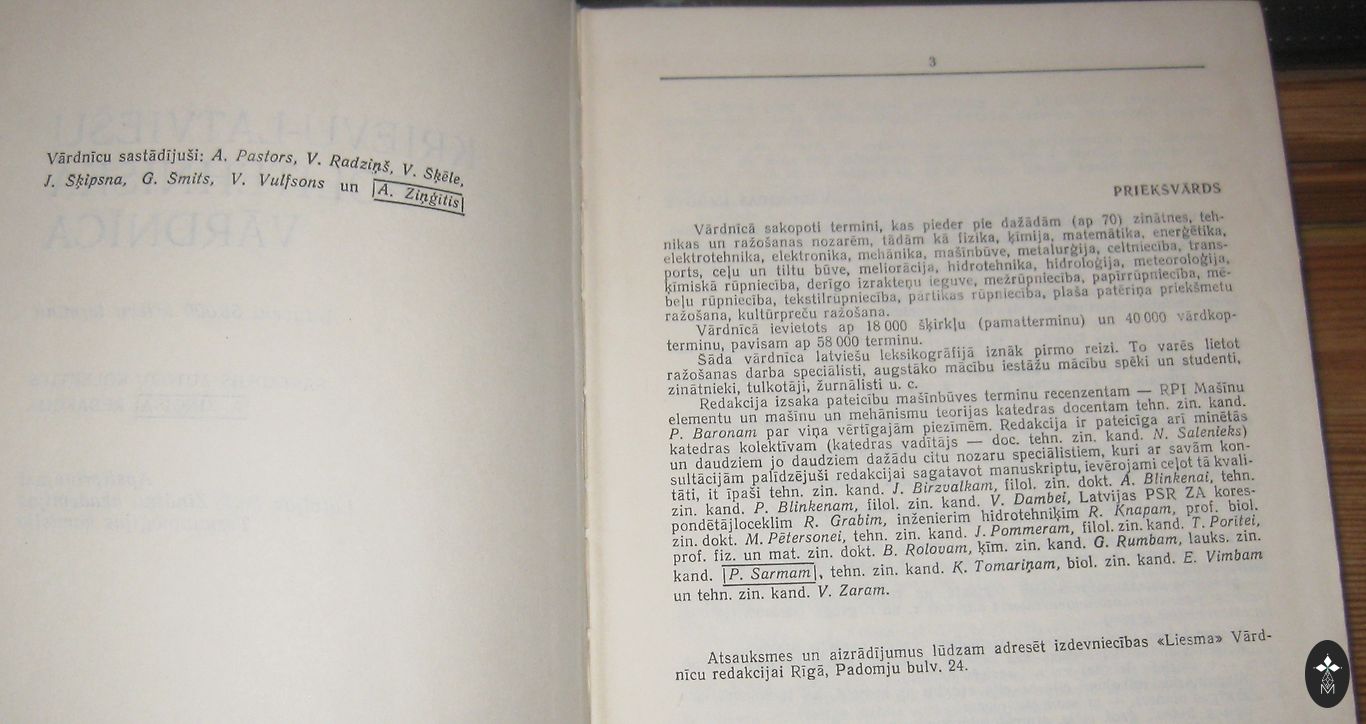 Vārdnīcu sastādījuši: A. Pastors, V. Radziņš, V. Sķēle,
J. Sķipsna, G. Smits, V. Vulfsons un A. Ziņģītis
3
PRIEKSVĀRDS
Vārdnīcā sakopoti termini, kas pieder pie dažādām (ap 70) zinātnes, teh-
nikas un ražošanas nozarēm, tādām kā fizika, ķīmija, matemātika, enerģētika,
elektrotehnika, elektronika, mehānika, mašīnbūve, metalurģija, celtniecība, trans-
ports, ceļu un tiltu būve, meliorācija, hidrotehnika, hidroloģija, meteoroloģija,
ķīmiskā rūpniecība, derīgo izrakteņu ieguve, mežrūpniecība, papīrrūpniecība, mē-
beļu rūpniecība, tekstilrūpniecība, pārtikas rūpniecība, plaša patēriņa priekšmetu
ražošana, kultūrpreču ražošana.
Vārdnīcā ievietots ap 18 000 šķirkļu (pamatterminu) un 40 000 vārdkop-
terminu, pavisam ap 58 000 terminu.
Sāda vārdnīca latviešu leksikogrāfijā iznāk pirmo reizi. To varēs lietot
ražošanas darba speciālisti, augstāko mācību iestāžu mācību spēki un studenti,
zinātnieki, tulkotāji, žurnālisti u. c.
Redakcija izsaka pateicību mašīnbūves terminu recenzentam — RPI Mašīnu
elementu un mašīnu un mehānismu teorijas katedras docentam tehn. zin. kand.
P. Baronam par viņa vērtīgajām piezīmēm. Redakcija ir pateicīga arī minētās
katedras kolektīvam (katedras vadītājs — doc. tehn. zin. kand. N. Salenieks)
un daudziem jo daudziem dažādu citu nozaru speciālistiem, kuri ar savām kon-
sultācijām palīdzējuši redakcijai sagatavot manuskriptu, ievērojami ceļot tā kvali-
tāti, it īpaši tehn. zin. kand. J. Birzvalkam, filol. zin. dokt. A. Blinkenai, tehn.
zin. kand. P. Blinkenam, filol. zin. kand. V. Dambei, Latvijas PSR ZA kores-
pondētājloceklim R. Grabim, inženierim hidrotehniķim R. Knapam, prof. biol.
zin. dokt. M. Pētersonei, tehn. zin. kand. J. Pommeram, filol. zin. kand. T. Porītei,
prof. fiz. un mat. zin. dokt. B. Rolovam, ķīm. zin. kand. G. Rumbam, lauks. zin.
kand. P. Sarmam, tehn. zin. kand. K. Tomariņam, biol. zin. kand. E. Vimbam
un tehn. zin. kand. V. Zaram.
Atsauksmes un aizrādījumus lūdzam adresēt izdevniecības «Liesma» Vārd-
nīcu redakcijai Rīgā, Padomju bulv. 24.